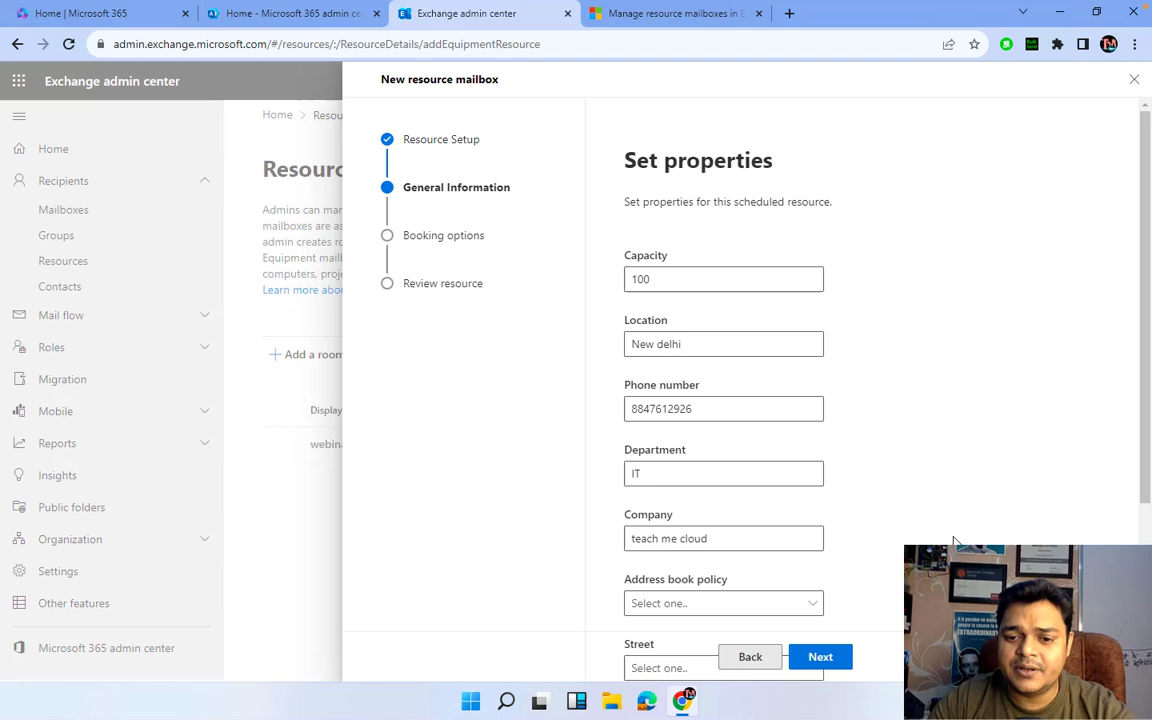 Home | Microsoft 365
Home - Microsoft 365 admin ce
Exchange admin center
Manage resource mailboxes in E
admin.exchange.microsoft.com/#/resources/:/ResourceDetails/addEquipmentResource
Exchange admin center
Home
Recipients
Mailboxes
Groups
Resources
Contacts
Mail flow
Roles
Migration
Mobile
Reports
Insights
Public folders
Organization
Settings
Other features
Microsoft 365 admin center
Home > Resou
Resourc
Admins can mar
mailboxes are as
admin creates ro
Equipment mailb
computers, proje
Learn more abou
Add a room
Display
webina
New resource mailbox
Resource Setup
General Information
Booking options
Review resource
Set properties
Set properties for this scheduled resource.
Capacity
100
Location
New delhi
Phone number
8847612926
Department
IT
Company
teach me cloud
Address book policy
Select one..
Street
Select one..
Back
Next
EXTRAORDINARY